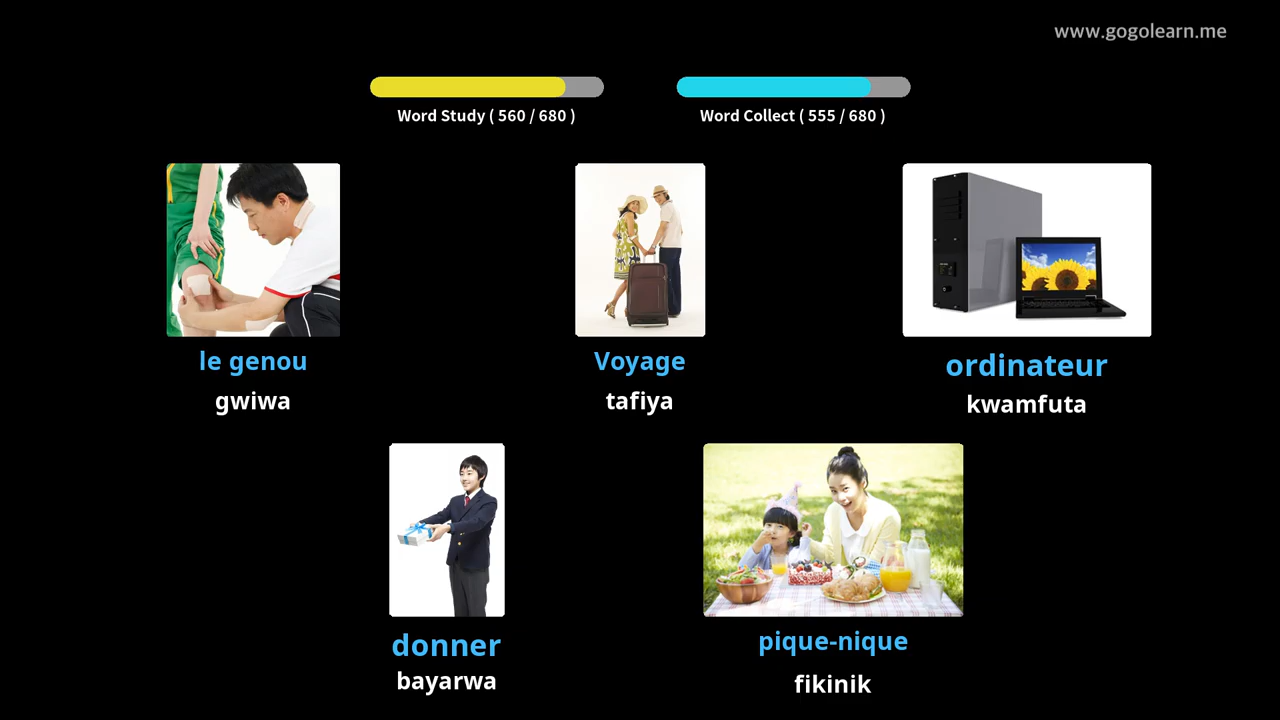 www.gogolearn.me
Word Study ( 560 / 680 )
Word Collect ( 555 / 680 )
le genou
gwiwa
Voyage
tafiya
ordinateur
kwamfuta
donner
bayarwa
pique-nique
fikinik